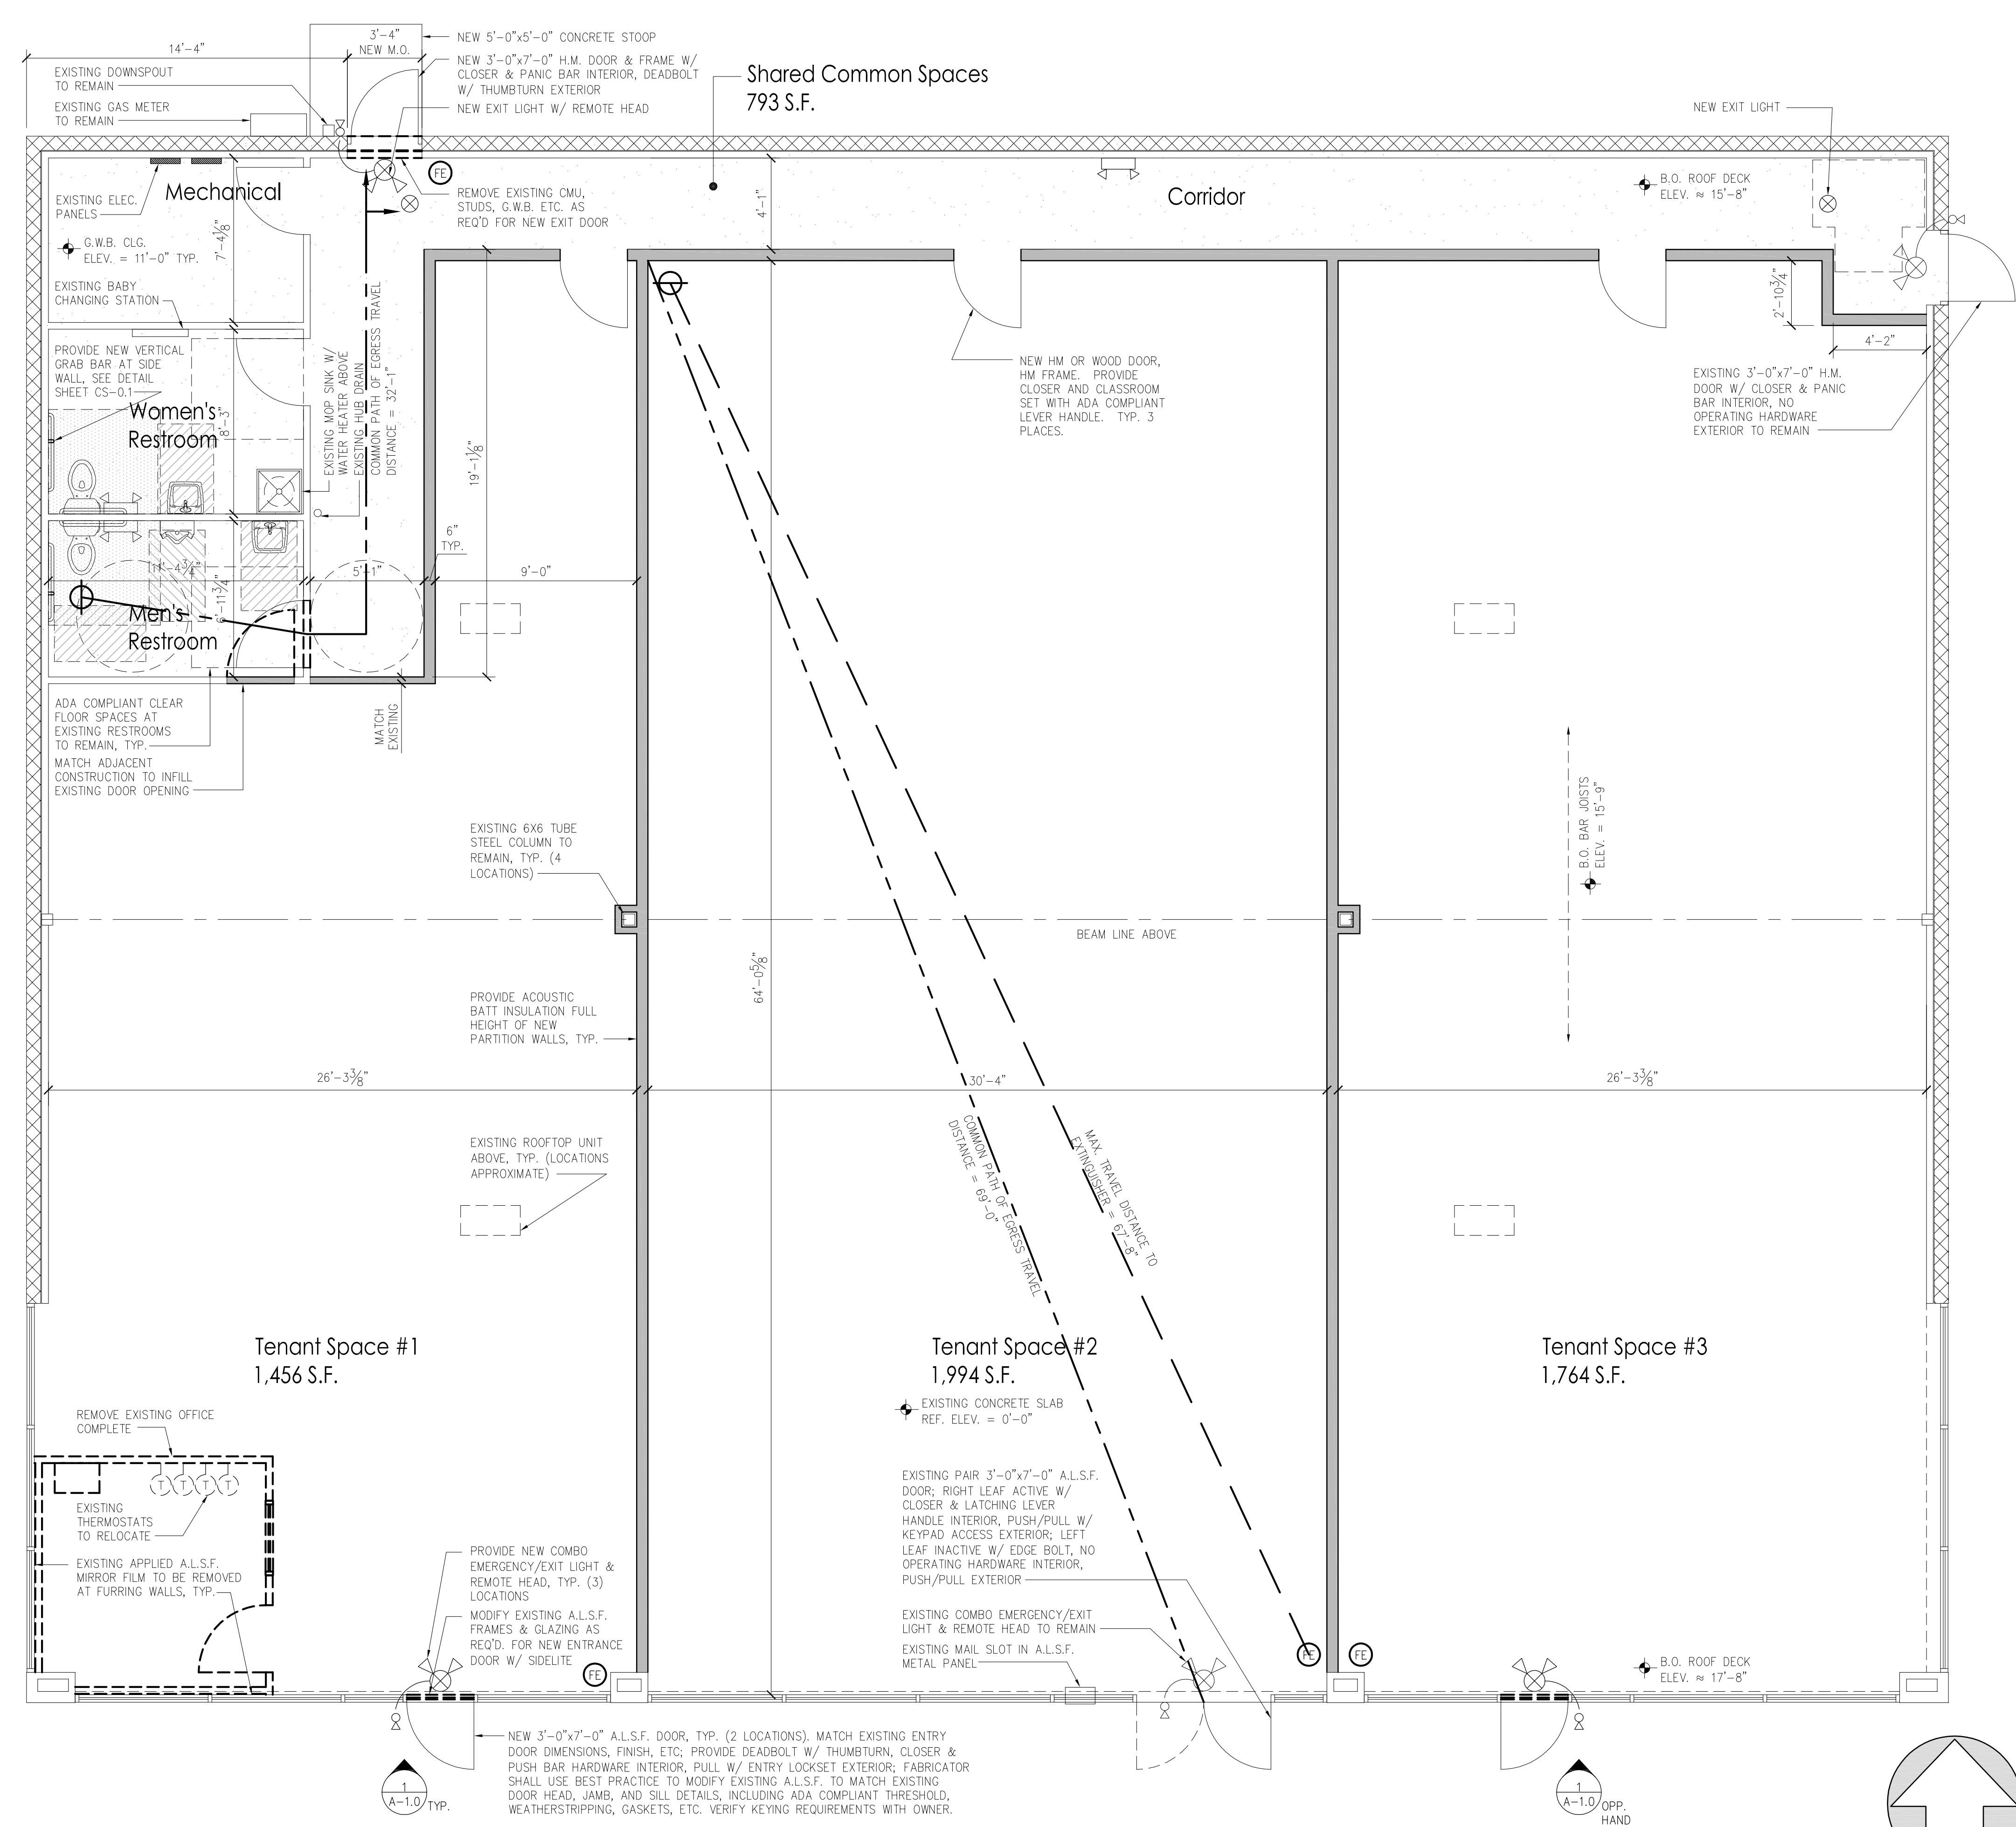 14'-4"
3'-4"
NEW M.O.
NEW 5'-0"x5'-0" CONCRETE STOOP
NEW 3'-0"x7'-0" H.M. DOOR & FRAME W/
CLOSER & PANIC BAR INTERIOR, DEADBOLT
W/ THUMBTURN EXTERIOR
NEW EXIT LIGHT W/ REMOTE HEAD
EXISTING DOWNSPOUT
TO REMAIN
EXISTING GAS METER
TO REMAIN
Shared Common Spaces
793 S.F.
NEW EXIT LIGHT
Mechanical
EXISTING ELEC.
PANELS
G.W.B. CLG.
ELEV. = 11'-0" TYP.
7'-4⅛"
FE
REMOVE EXISTING CMU,
STUDS, G.W.B. ETC. AS
REQ'D FOR NEW EXIT DOOR
4'-1"
Corridor
B.O. ROOF DECK
ELEV. ≈ 15'-8"
EXISTING BABY
CHANGING STATION
PROVIDE NEW VERTICAL
GRAB BAR AT SIDE
WALL, SEE DETAIL
SHEET CS-0.1
Women's
Restroom
8'-3"
EXISTING MOP SINK W/
WATER HEATER ABOVE
EXISTING HUB DRAIN
COMMON PATH OF EGRESS TRAVEL
DISTANCE = 32'-1"
19'-1⅛"
6"
TYP.
11'-4¾"
5'-1"
9'-0"
6'-11¾"
Men's
Restroom
NEW HM OR WOOD DOOR,
HM FRAME. PROVIDE
CLOSER AND CLASSROOM
SET WITH ADA COMPLIANT
LEVER HANDLE. TYP. 3
PLACES.
2'-10¾"
4'-2"
EXISTING 3'-0"x7'-0" H.M.
DOOR W/ CLOSER & PANIC
BAR INTERIOR, NO
OPERATING HARDWARE
EXTERIOR TO REMAIN
ADA COMPLIANT CLEAR
FLOOR SPACES AT
EXISTING RESTROOMS
TO REMAIN, TYP.
MATCH ADJACENT
CONSTRUCTION TO INFILL
EXISTING DOOR OPENING
MATCH
EXISTING
EXISTING 6X6 TUBE
STEEL COLUMN TO
REMAIN, TYP. (4
LOCATIONS)
B.O. BAR JOISTS
ELEV. = 15'-9"
BEAM LINE ABOVE
64'-0⅝"
PROVIDE ACOUSTIC
BATT INSULATION FULL
HEIGHT OF NEW
PARTITION WALLS, TYP.
26'-3⅜"
30'-4"
26'-3⅜"
COMMON PATH OF EGRESS TRAVEL
DISTANCE = 69'-0"
MAX. TRAVEL DISTANCE TO
EXTINGUISHER = 67'-8"
EXISTING ROOFTOP UNIT
ABOVE, TYP. (LOCATIONS
APPROXIMATE)
Tenant Space #1
1,456 S.F.
Tenant Space #2
1,994 S.F.
Tenant Space #3
1,764 S.F.
EXISTING CONCRETE SLAB
REF. ELEV. = 0'-0"
REMOVE EXISTING OFFICE
COMPLETE
T T T T
EXISTING
THERMOSTATS
TO RELOCATE
EXISTING APPLIED A.L.S.F.
MIRROR FILM TO BE REMOVED
AT FURRING WALLS, TYP.
PROVIDE NEW COMBO
EMERGENCY/EXIT LIGHT &
REMOTE HEAD, TYP. (3)
LOCATIONS
MODIFY EXISTING A.L.S.F.
FRAMES & GLAZING AS
REQ'D. FOR NEW ENTRANCE
DOOR W/ SIDELITE
FE
EXISTING PAIR 3'-0"x7'-0" A.L.S.F.
DOOR; RIGHT LEAF ACTIVE W/
CLOSER & LATCHING LEVER
HANDLE INTERIOR, PUSH/PULL W/
KEYPAD ACCESS EXTERIOR; LEFT
LEAF INACTIVE W/ EDGE BOLT, NO
OPERATING HARDWARE INTERIOR,
PUSH/PULL EXTERIOR
EXISTING COMBO EMERGENCY/EXIT
LIGHT & REMOTE HEAD TO REMAIN
EXISTING MAIL SLOT IN A.L.S.F.
METAL PANEL
FE
FE
B.O. ROOF DECK
ELEV. ≈ 17'-8"
NEW 3'-0"x7'-0" A.L.S.F. DOOR, TYP. (2 LOCATIONS). MATCH EXISTING ENTRY
DOOR DIMENSIONS, FINISH, ETC; PROVIDE DEADBOLT W/ THUMBTURN, CLOSER &
PUSH BAR HARDWARE INTERIOR, PULL W/ ENTRY LOCKSET EXTERIOR; FABRICATOR
SHALL USE BEST PRACTICE TO MODIFY EXISTING A.L.S.F. TO MATCH EXISTING
DOOR HEAD, JAMB, AND SILL DETAILS, INCLUDING ADA COMPLIANT THRESHOLD,
WEATHERSTRIPPING, GASKETS, ETC. VERIFY KEYING REQUIREMENTS WITH OWNER.
1
A-1.0
TYP.
1
A-1.0
OPP.
HAND